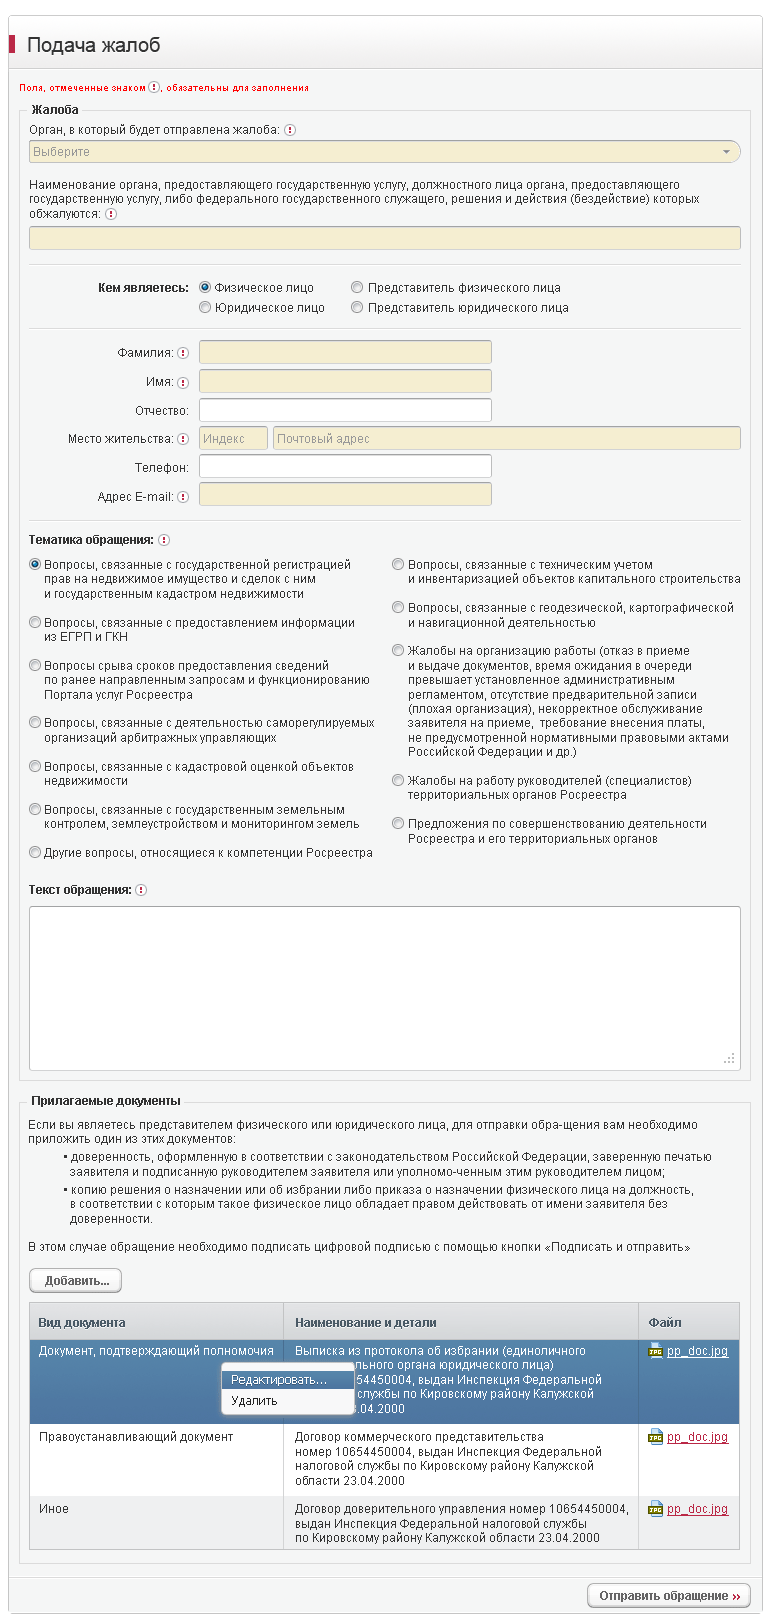 Подача жалоб
Поля, отмеченные знаком !, обязательны для заполнения
Жалоба
Орган, в который будет отправлена жалоба: !
Выберите
Наименование органа, предоставляющего государственную услугу, должностного лица органа, предоставляющего
государственную услугу, либо федерального государственного служащего, решения и действия (бездействие) которых
обжалуются: !
Кем являетесь: Физическое лицо Представитель физического лица
Юридическое лицо Представитель юридического лица
Фамилия: !
Имя: !
Отчество:
Место жительства: ! Индекс Почтовый адрес
Телефон:
Адрес E-mail: !
Тематика обращения: !
Вопросы, связанные с государственной регистрацией
прав на недвижимое имущество и сделок с ним
и государственным кадастром недвижимости
Вопросы, связанные с предоставлением информации
из ЕГРП и ГКН
Вопросы срыва сроков предоставления сведений
по ранее направленным запросам и функционированию
Портала услуг Росреестра
Вопросы, связанные с деятельностью саморегулируемых
организаций арбитражных управляющих
Вопросы, связанные с кадастровой оценкой объектов
недвижимости
Вопросы, связанные с государственным земельным
контролем, землеустройством и мониторингом земель
Другие вопросы, относящиеся к компетенции Росреестра
Вопросы, связанные с техническим учетом
и инвентаризацией объектов капитального строительства
Вопросы, связанные с геодезической, картографической
и навигационной деятельностью
Жалобы на организацию работы (отказ в приеме
и выдаче документов, время ожидания в очереди
превышает установленное административным
регламентом, отсутствие предварительной записи
(плохая организация), некорректное обслуживание
заявителя на приеме, требование внесения платы,
не предусмотренной нормативными правовыми актами
Российской Федерации и др.)
Жалобы на работу руководителей (специалистов)
территориальных органов Росреестра
Предложения по совершенствованию деятельности
Росреестра и его территориальных органов
Текст обращения: !
Прилагаемые документы
Если вы являетесь представителем физического или юридического лица, для отправки обра-щения вам необходимо
приложить один из этих документов:
• доверенность, оформленную в соответствии с законодательством Российской Федерации, заверенную печатью
заявителя и подписанную руководителем заявителя или уполномо-ченным этим руководителем лицом;
• копию решения о назначении или об избрании либо приказа о назначении физического лица на должность,
в соответствии с которым такое физическое лицо обладает правом действовать от имени заявителя без
доверенности.
В этом случае обращение необходимо подписать цифровой подписью с помощью кнопки «Подписать и отправить»
Добавить...
Вид документа Наименование и детали Файл
Документ, подтверждающий полномочия Выписка из протокола об избрании (единоличного JPG pp_doc.jpg
льного органа юридического лица)
Редактировать... 54450004, выдан Инспекция Федеральной
службы по Кировскому району Калужской
Удалить
.04.2000
Правоустанавливающий документ Договор коммерческого представительства JPG pp_doc.jpg
номер 10654450004, выдан Инспекция Федеральной
налоговой службы по Кировскому району Калужской
области 23.04.2000
Иное Договор доверительного управления номер 10654450004, JPG pp_doc.jpg
выдан Инспекция Федеральной налоговой службы
по Кировскому району Калужской области 23.04.2000
Отправить обращение »